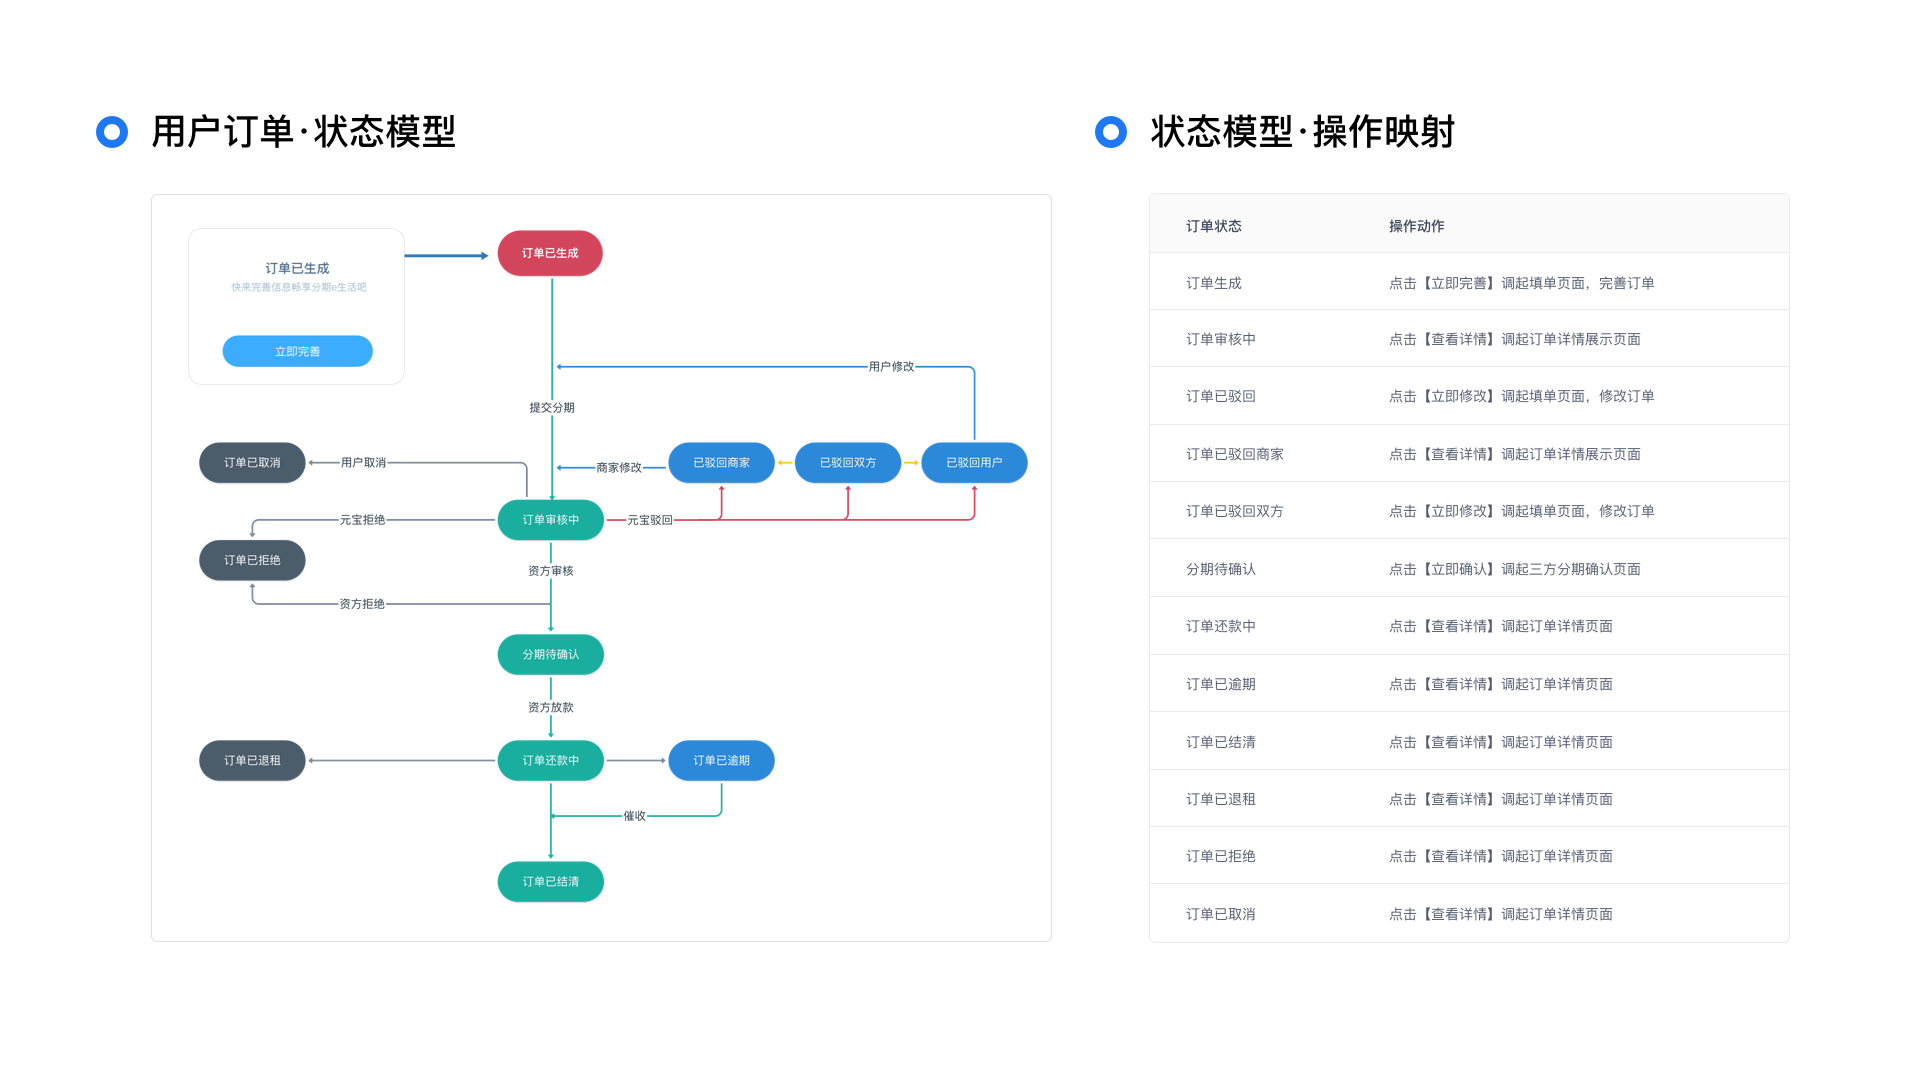 用户订单·状态模型
订单已生成
快来完善信息畅享分期e生活吧
立即完善
订单已生成
用户修改
提交分期
订单已取消
用户取消
商家修改
已驳回商家
已驳回双方
已驳回用户
元宝拒绝
订单审核中
元宝驳回
订单已拒绝
资方审核
资方拒绝
分期待确认
资方放款
订单已退租
订单还款中
订单已逾期
催收
订单已结清
状态模型·操作映射
订单状态 操作动作
订单生成 点击【立即完善】调起填单页面，完善订单
订单审核中 点击【查看详情】调起订单详情展示页面
订单已驳回 点击【立即修改】调起填单页面，修改订单
订单已驳回商家 点击【查看详情】调起订单详情展示页面
订单已驳回双方 点击【立即修改】调起填单页面，修改订单
分期待确认 点击【立即确认】调起三方分期确认页面
订单还款中 点击【查看详情】调起订单详情页面
订单已逾期 点击【查看详情】调起订单详情页面
订单已结清 点击【查看详情】调起订单详情页面
订单已退租 点击【查看详情】调起订单详情页面
订单已拒绝 点击【查看详情】调起订单详情页面
订单已取消 点击【查看详情】调起订单详情页面